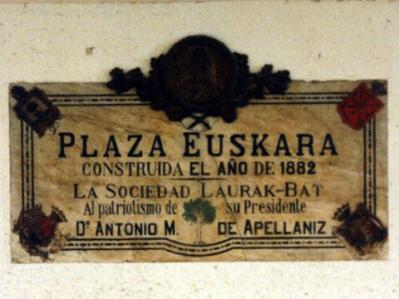 PLAZA EUSKARA
CONSTRUIDA EL AÑO DE 1882
LA SOCIEDAD LAURAK-BAT
Al patriotismo de su Presidente
Dn ANTONIO M. DE APELLANIZ